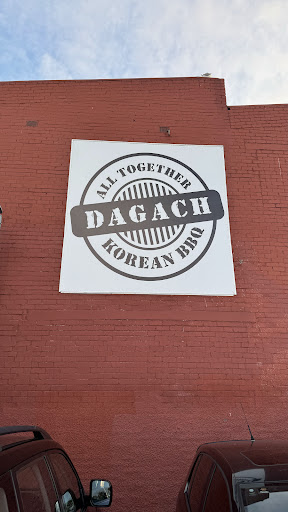 ALL TOGETHER
DAGACH
KOREAN BBQ